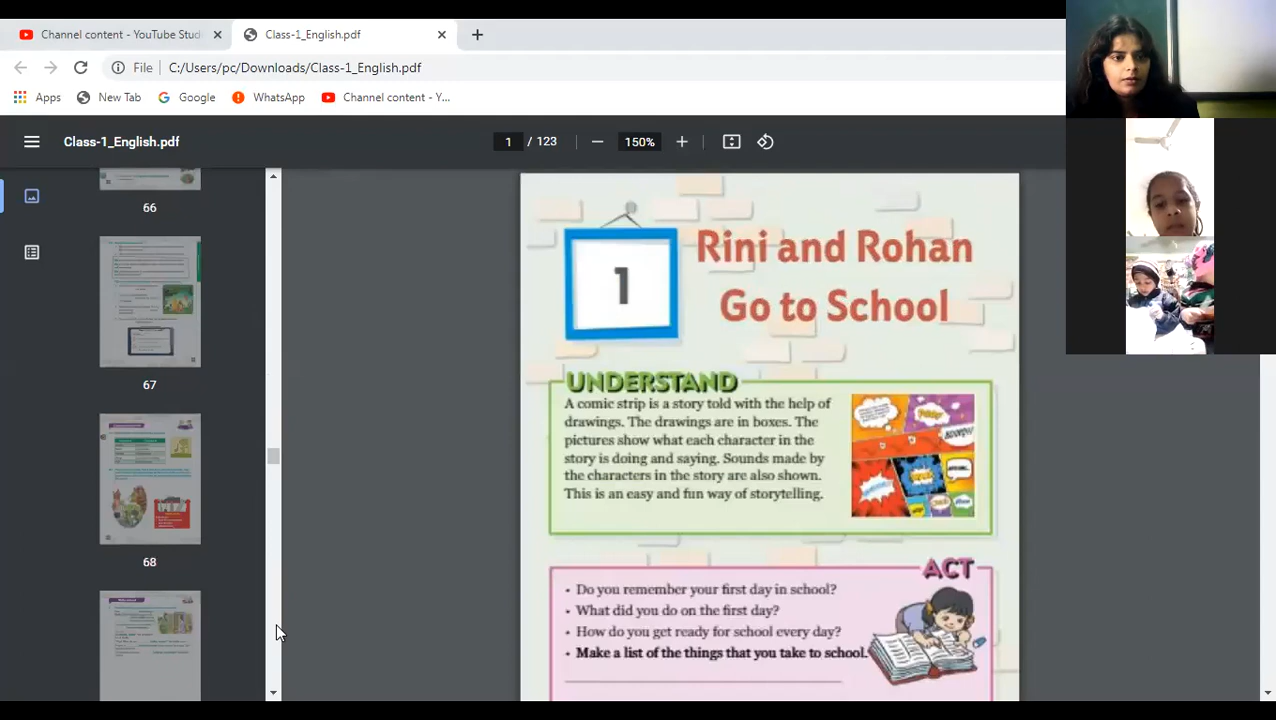 Channel content - YouTube Stud
Class-1_English.pdf
File
C:/Users/pc/Downloads/Class-1_English.pdf
Apps
New Tab
Google
WhatsApp
Channel content - Y...
Class-1_English.pdf
1 / 123
150%
66
67
68
1
Rini and Rohan
Go to School
UNDERSTAND
A comic strip is a story told with the help of
drawings. The drawings are in boxes. The
pictures show what each character in the
story is doing and saying. Sounds made by
the characters in the story are also shown.
This is an easy and fun way of storytelling.
ACT
• Do you remember your first day in school?
• What did you do on the first day?
• How do you get ready for school every day?
• Make a list of the things that you take to school.